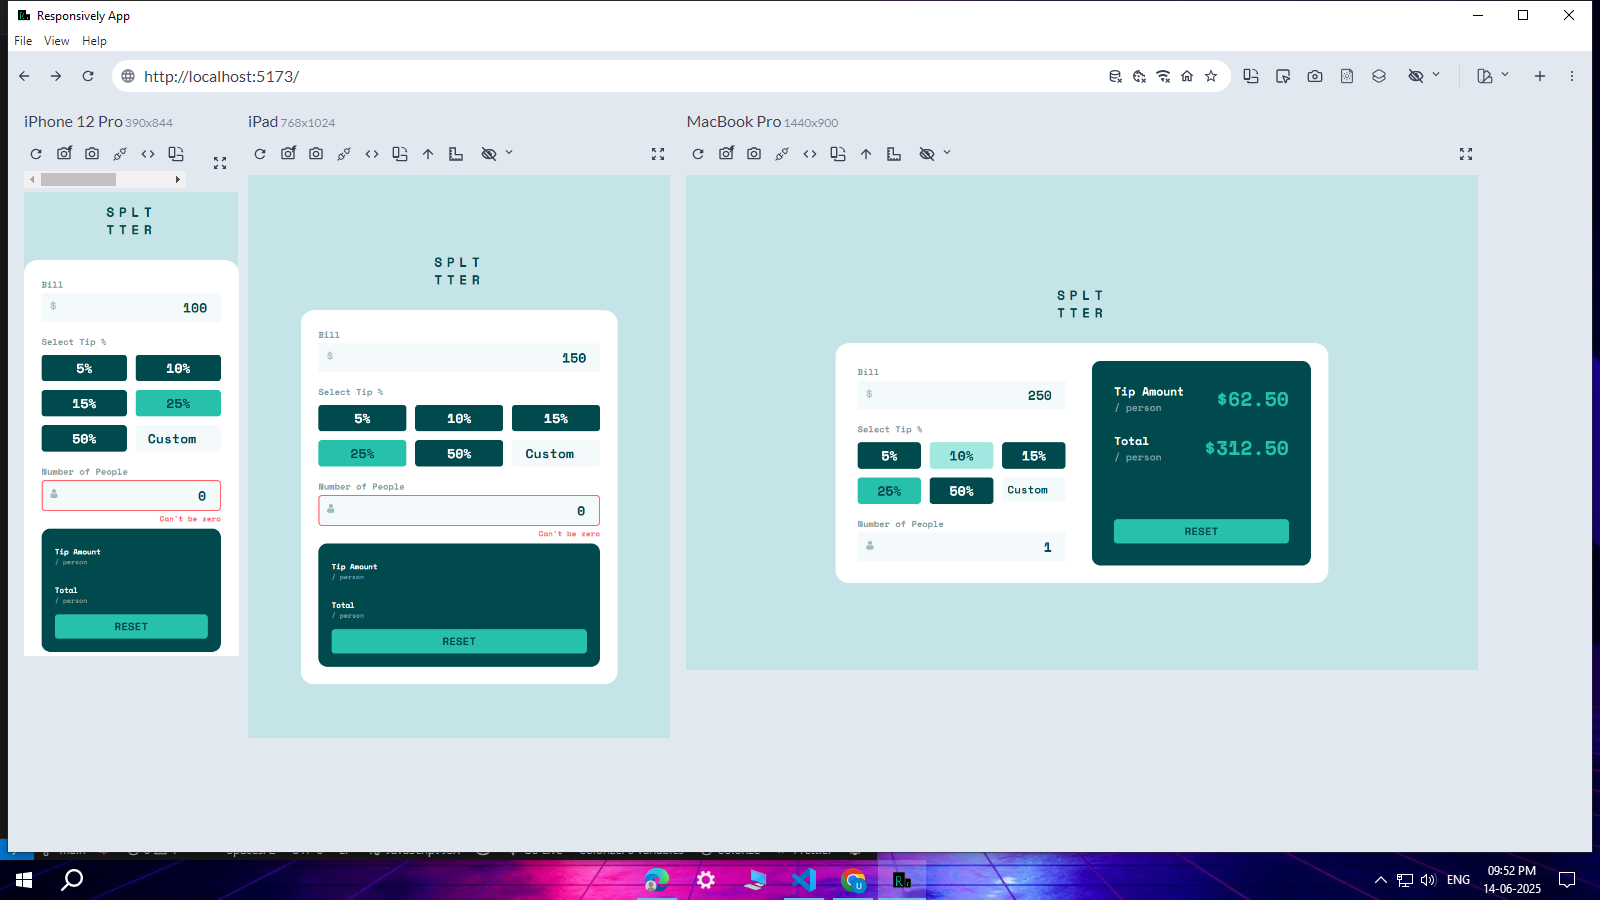 Responsively App
File View Help
http://localhost:5173/
iPhone 12 Pro 390x844
SPLT
TTER
Bill
$ 100
Select Tip %
5% 10%
15% 25%
50% Custom
Number of People
0
Can't be zero
Tip Amount
/ person
Total
/ person
RESET
iPad 768x1024
SPLT
TTER
Bill
$ 150
Select Tip %
5% 10% 15%
25% 50% Custom
Number of People
0
Can't be zero
Tip Amount
/ person
Total
/ person
RESET
MacBook Pro 1440x900
SPLT
TTER
Bill
$ 250
Select Tip %
5% 10% 15%
25% 50% Custom
Number of People
1
Tip Amount
/ person
$62.50
Total
/ person
$312.50
RESET
ENG
09:52 PM
14-06-2025